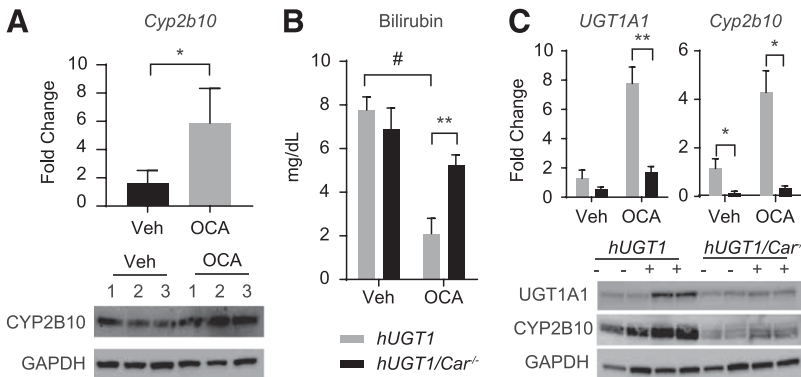 A
Cyp2b10
*
Fold Change
10
8
6
4
2
0
Veh
OCA
Veh
OCA
1 2 3 1 2 3
CYP2B10
GAPDH
B
Bilirubin
#
**
mg/dL
10
8
6
4
2
0
Veh
OCA
hUGT1
hUGT1/Car-/-
C
UGT1A1
**
Fold Change
10
8
6
4
2
0
Veh
OCA
Cyp2b10
*
*
6
4
2
0
Veh
OCA
hUGT1
hUGT1/Car-
- - + + - - + +
UGT1A1
CYP2B10
GAPDH